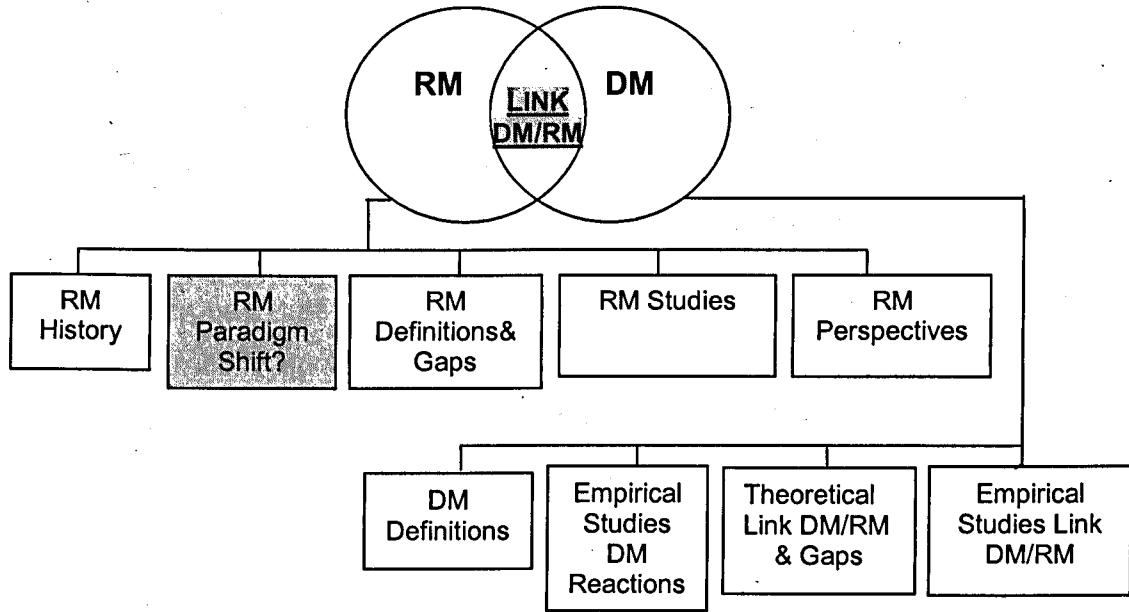 RM
DM
LINK
DM/RM
RM
History
RM
Paradigm
Shift?
RM
Definitions&
Gaps
RM Studies
RM
Perspectives
DM
Definitions
Empirical
Studies
DM
Reactions
Theoretical
Link DM/RM
& Gaps
Empirical
Studies Link
DM/RM